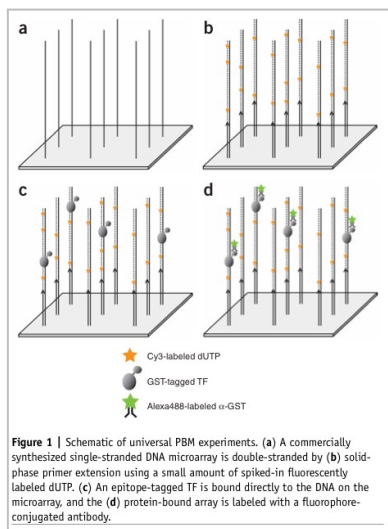 a
b
c
d
Cy3-labeled dUTP
GST-tagged TF
Alexa488-labeled α-GST
Figure 1 | Schematic of universal PBM experiments. (a) A commercially
synthesized single-stranded DNA microarray is double-stranded by (b) solid-
phase primer extension using a small amount of spiked-in fluorescently
labeled dUTP. (c) An epitope-tagged TF is bound directly to the DNA on the
microarray, and the (d) protein-bound array is labeled with a fluorophore-
conjugated antibody.